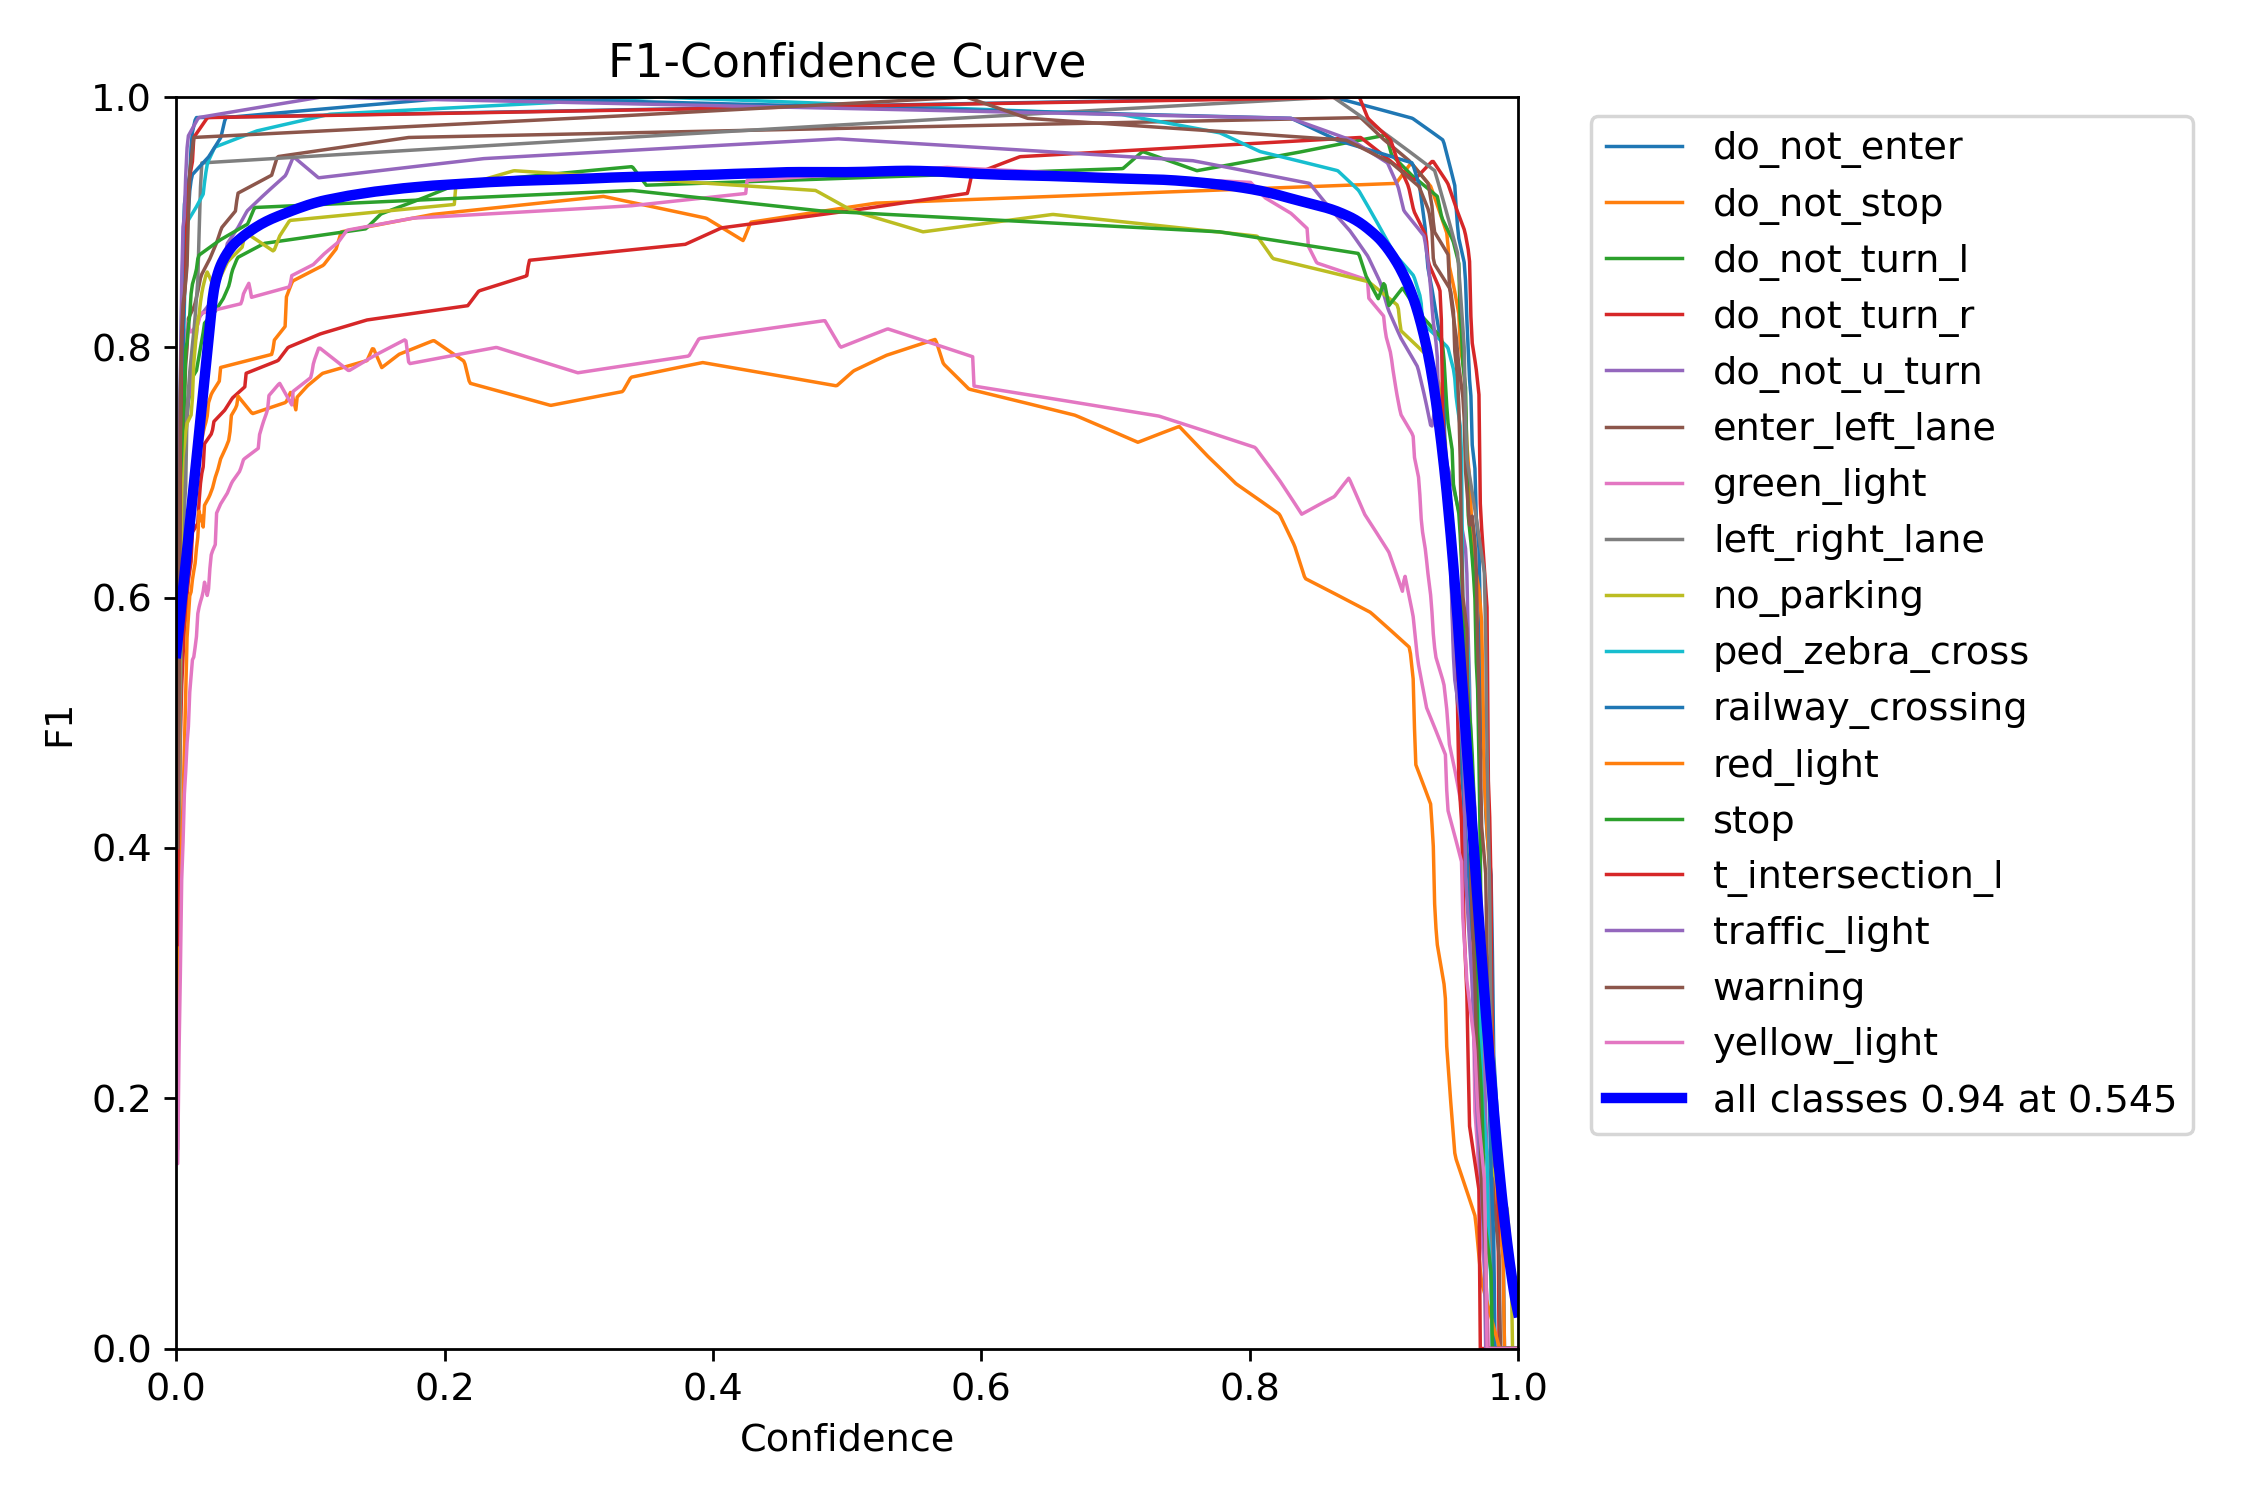 F1-Confidence Curve
1.0
0.8
0.6
0.4
0.2
0.0
F1
0.0 0.2 0.4 0.6 0.8 1.0
Confidence
do_not_enter
do_not_stop
do_not_turn_l
do_not_turn_r
do_not_u_turn
enter_left_lane
green_light
left_right_lane
no_parking
ped_zebra_cross
railway_crossing
red_light
stop
t_intersection_l
traffic_light
warning
yellow_light
all classes 0.94 at 0.545